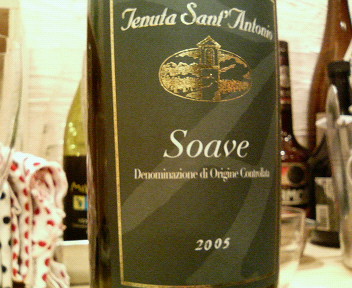 Tenuta Sant'Antonio
Soave
Denominazione di Origine Controllata
2005